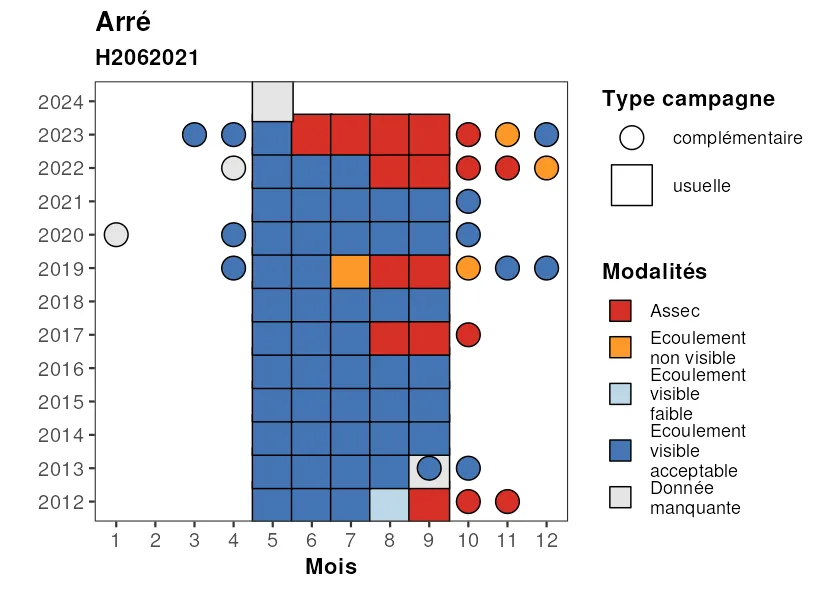 Arré
H2062021
2024
2023
2022
2021
2020
2019
2018
2017
2016
2015
2014
2013
2012
1 2 3 4 5 6 7 8 9 10 11 12
Mois
Type campagne
complémentaire
usuelle
Modalités
Assec
Ecoulement
non visible
Ecoulement
visible
faible
Ecoulement
visible
acceptable
Donnée
manquante